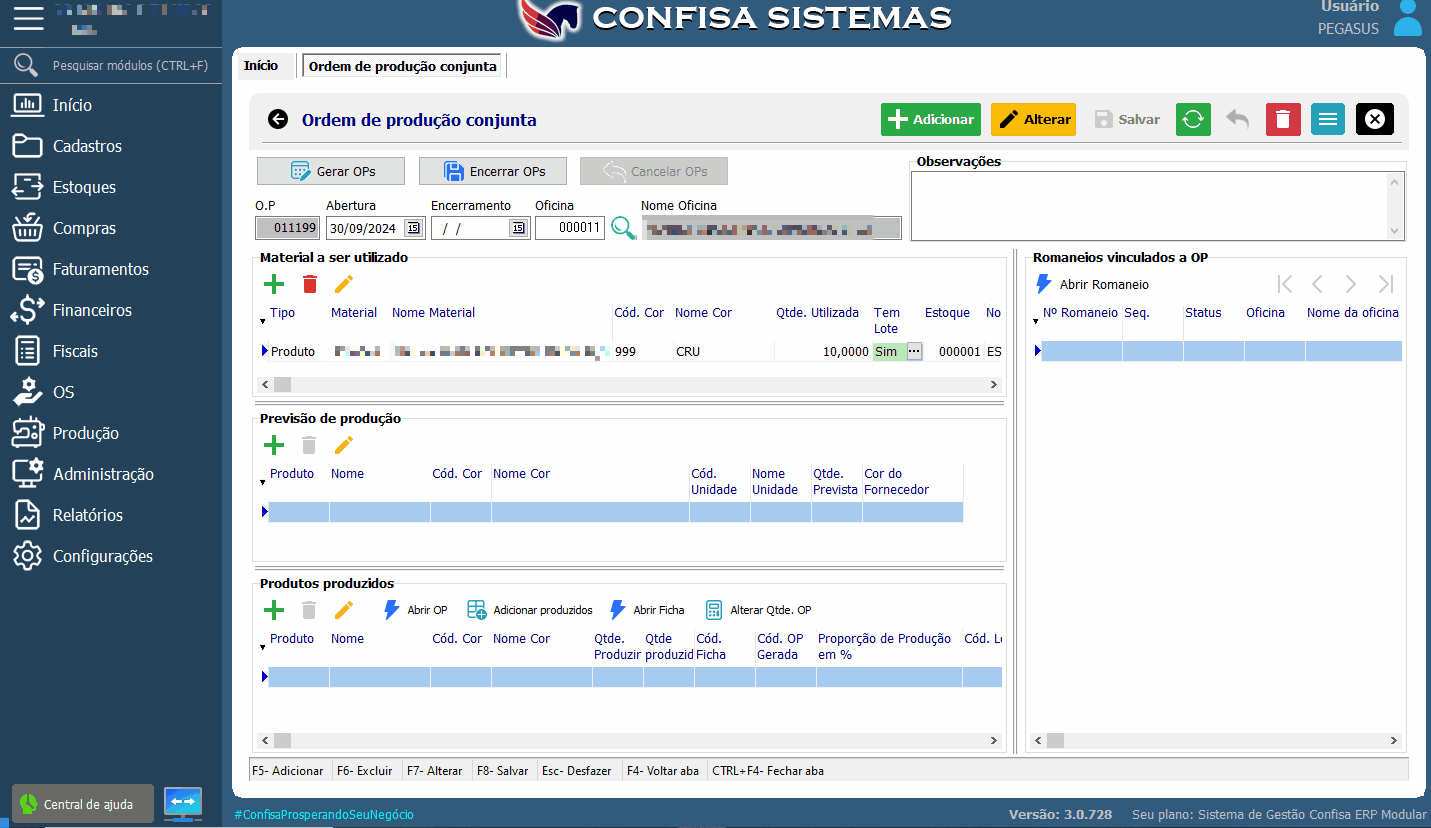 CONFISA SISTEMAS
Usuário
PEGASUS
Pesquisar módulos (CTRL+F)
Início
Cadastros
Estoques
Compras
Faturamentos
Financeiros
Fiscais
OS
Produção
Administração
Relatórios
Configurações
Central de ajuda
Início
Ordem de produção conjunta
Ordem de produção conjunta
Adicionar
Alterar
Salvar
Gerar OPs
Encerrar OPs
Cancelar OPs
Observações
O.P
Abertura
Encerramento
Oficina
Nome Oficina
011199
30/09/2024
15
/ /
15
000011
Material a ser utilizado
Tipo
Material
Nome Material
Cód. Cor
Nome Cor
Qtde. Utilizada
Tem
Lote
Estoque
No
Produto
999
CRU
10,0000
Sim
000001
ES
Previsão de produção
Produto
Nome
Cód. Cor
Nome Cor
Cód.
Unidade
Nome
Unidade
Qtde.
Prevista
Cor do
Fornecedor
Produtos produzidos
Abrir OP
Adicionar produzidos
Abrir Ficha
Alterar Qtde. OP
Produto
Nome
Cód. Cor
Nome Cor
Qtde.
Produzir
Qtde
produzid
Cód.
Ficha
Cód. OP
Gerada
Proporção de Produção
em %
Cód. L
Romaneios vinculados a OP
Abrir Romaneio
Nº Romaneio
Seq.
Status
Oficina
Nome da oficina
F5- Adicionar
F6- Excluir
F7- Alterar
F8- Salvar
Esc- Desfazer
F4- Voltar aba
CTRL+F4- Fechar aba
#ConfisaProsperandoSeuNegócio
Versão: 3.0.728
Seu plano: Sistema de Gestão Confisa ERP Modular